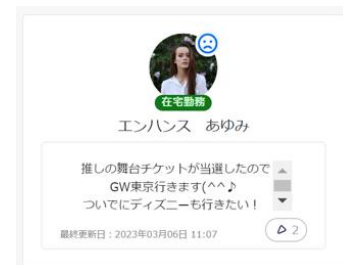 在宅勤務
エンハンス あゆみ
推しの舞台チケットが当選したので
GW東京行きます(^^♪
ついでにディズニーも行きたい！
最終更新日：2023年03月06日 11:07
2